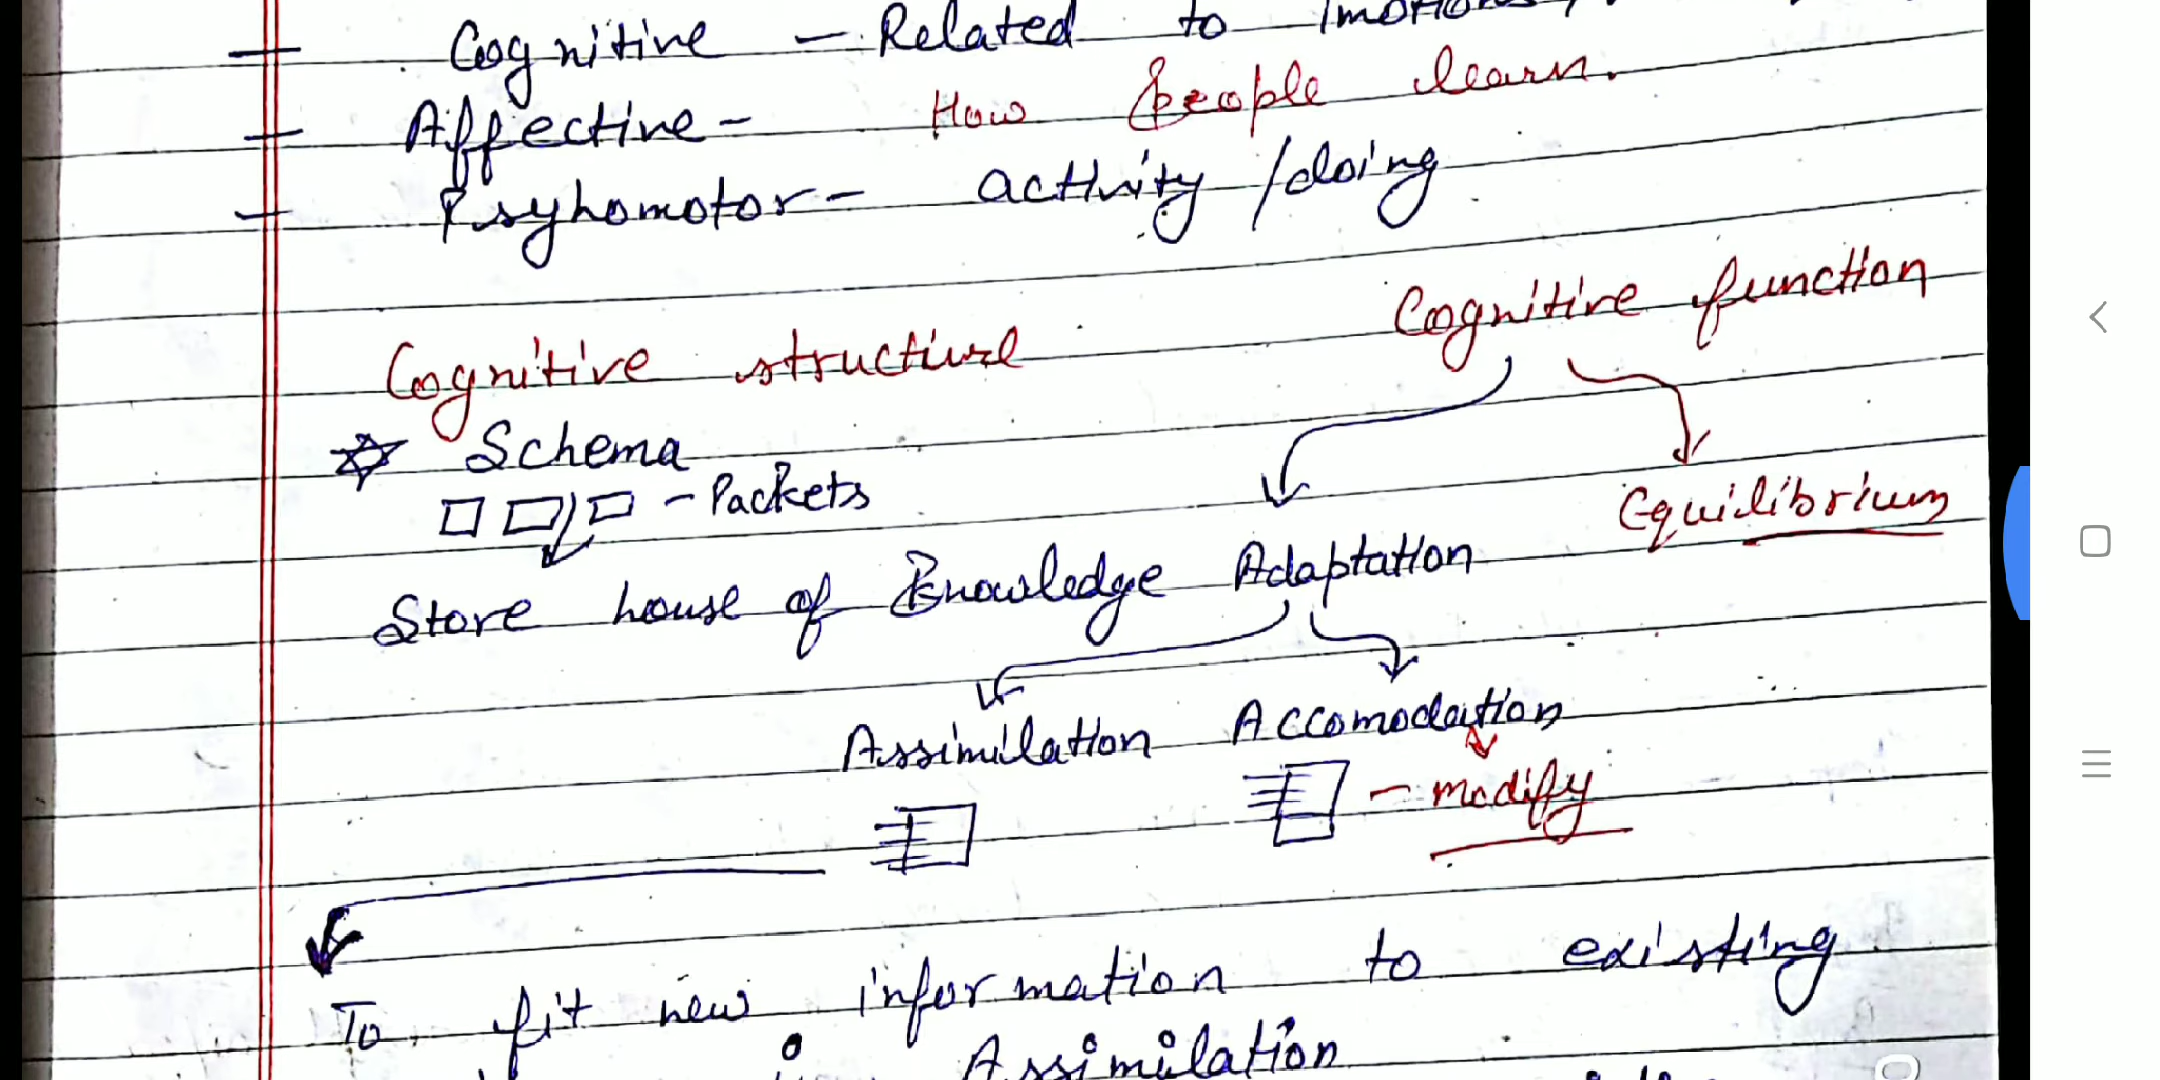 Cognitive - Related to
Affective - How people learn.
Psyhomotor - activity/doing
Cognitive function
Cognitive structure
Schema
- Packets
Equilibrium
Store house of Knowledge Adaptation
Assimilation Accomodation
- modify
To fit new information to existing
Assimilation